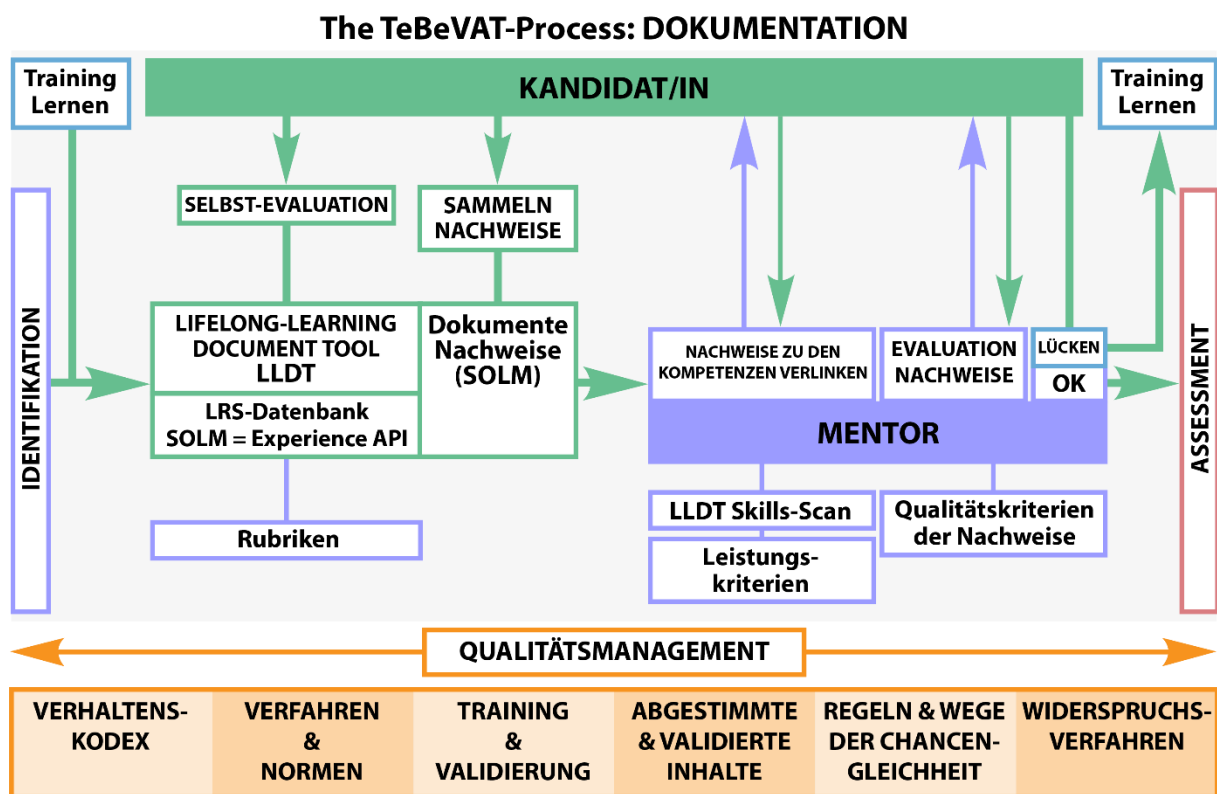 The TeBeVAT-Process: DOKUMENTATION
Training
Lernen
KANDIDAT/IN
Training
Lernen
SELBST-EVALUATION
SAMMELN
NACHWEISE
IDENTIFIKATION
LIFELONG-LEARNING
DOCUMENT TOOL
LLDT
LRS-Datenbank
SOLM = Experience API
Dokumente
Nachweise
(SOLM)
NACHWEISE ZU DEN
KOMPETENZEN VERLINKEN
EVALUATION
NACHWEISE
LÜCKEN
OK
MENTOR
ASSESSMENT
Rubriken
LLDT Skills-Scan
Leistungs-
kriterien
Qualitätskriterien
der Nachweise
QUALITÄTSMANAGEMENT
VERHALTENS-
KODEX
VERFAHREN
&
NORMEN
TRAINING
&
VALIDIERUNG
ABGESTIMMTE
& VALIDIERTE
INHALTE
REGELN & WEGE
DER CHANCEN-
GLEICHHEIT
WIDERSPRUCHS-
VERFAHREN